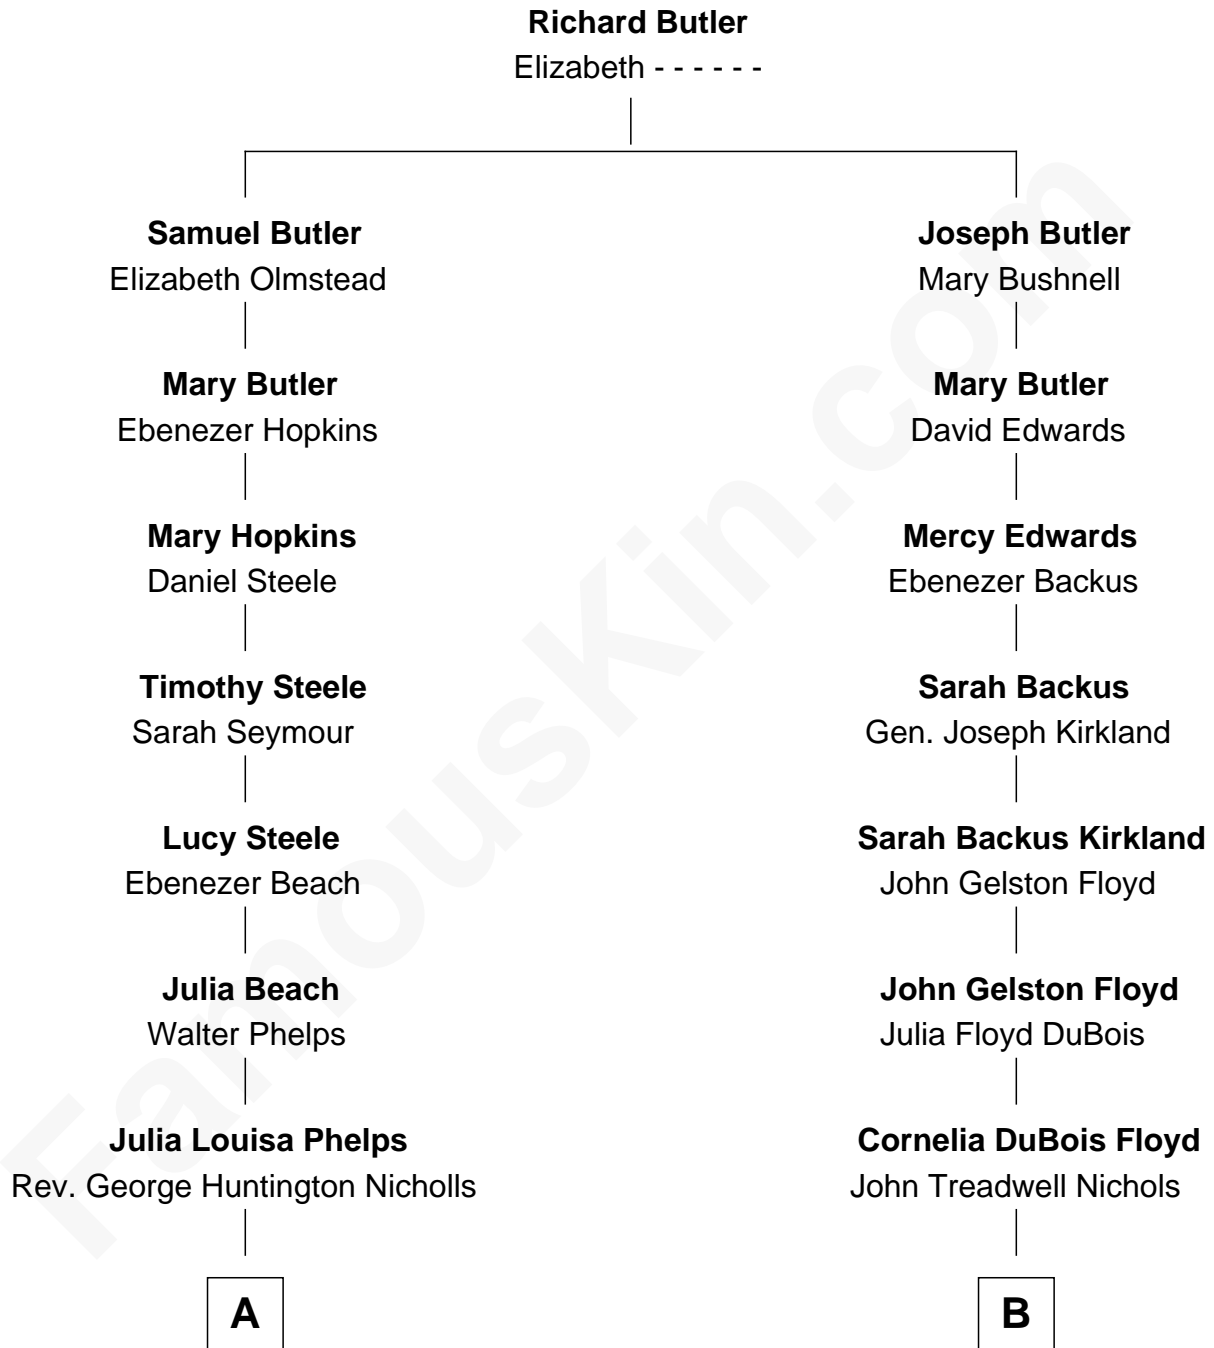 Richard Butler
Elizabeth - - - - - -
Samuel Butler
Elizabeth Olmstead
Joseph Butler
Mary Bushnell
Mary Butler
Ebenezer Hopkins
Mary Butler
David Edwards
Mary Hopkins
Daniel Steele
Mercy Edwards
Ebenezer Backus
Timothy Steele
Sarah Seymour
Sarah Backus
Gen. Joseph Kirkland
Lucy Steele
Ebenezer Beach
Sarah Backus Kirkland
John Gelston Floyd
Julia Beach
Walter Phelps
John Gelston Floyd
Julia Floyd DuBois
Julia Louisa Phelps
Rev. George Huntington Nicholls
Cornelia DuBois Floyd
John Treadwell Nichols
A
B
FamousKin.com